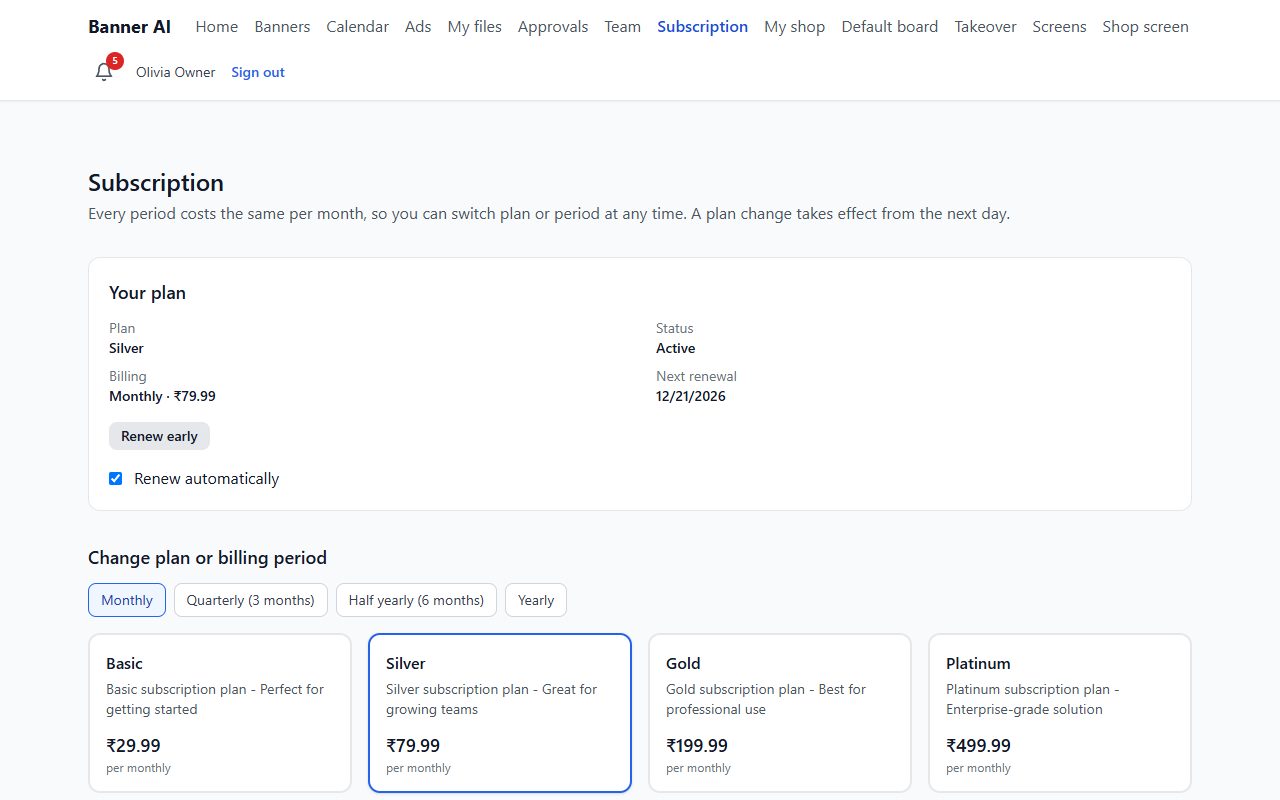 Banner AI Home Banners Calendar Ads My files Approvals Team Subscription My shop Default board Takeover Screens Shop screen
5 Olivia Owner Sign out
Subscription
Every period costs the same per month, so you can switch plan or period at any time. A plan change takes effect from the next day.
Your plan
Plan Status
Silver Active
Billing Next renewal
Monthly · ₹79.99 12/21/2026
Renew early
Renew automatically
Change plan or billing period
Monthly Quarterly (3 months) Half yearly (6 months) Yearly
Basic Silver Gold Platinum
Basic subscription plan - Perfect for Silver subscription plan - Great for Gold subscription plan - Best for Platinum subscription plan -
getting started growing teams professional use Enterprise-grade solution
₹29.99 ₹79.99 ₹199.99 ₹499.99
per monthly per monthly per monthly per monthly